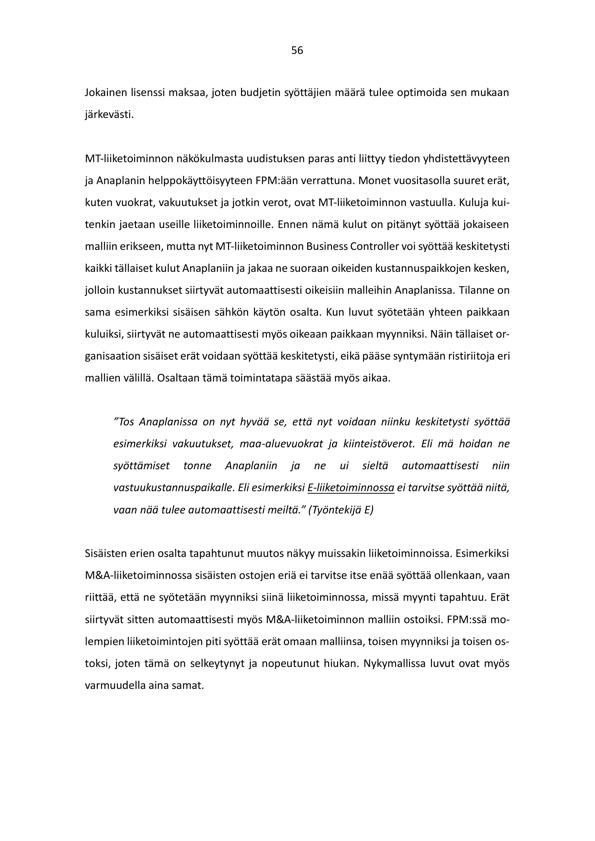 56
Jokainen lisenssi maksaa, joten budjetin syöttäjien määrä tulee optimoida sen mukaan
järkevästi.
MT-liiketoiminnon näkökulmasta uudistuksen paras anti liittyy tiedon yhdistettävyyteen
ja Anaplanin helppokäyttöisyyteen FPM:ään verrattuna. Monet vuositasolla suuret erät,
kuten vuokrat, vakuutukset ja jotkin verot, ovat MT-liiketoiminnon vastuulla. Kuluja kui-
tenkin jaetaan useille liiketoiminnoille. Ennen nämä kulut on pitänyt syöttää jokaiseen
malliin erikseen, mutta nyt MT-liiketoiminnon Business Controller voi syöttää keskitetysti
kaikki tällaiset kulut Anaplaniin ja jakaa ne suoraan oikeiden kustannuspaikkojen kesken,
jolloin kustannukset siirtyvät automaattisesti oikeisiin malleihin Anaplanissa. Tilanne on
sama esimerkiksi sisäisen sähkön käytön osalta. Kun luvut syötetään yhteen paikkaan
kuluiksi, siirtyvät ne automaattisesti myös oikeaan paikkaan myynniksi. Näin tällaiset or-
ganisaation sisäiset erät voidaan syöttää keskitetysti, eikä pääse syntymään ristiriitoja eri
mallien välillä. Osaltaan tämä toimintatapa säästää myös aikaa.
”Tos Anaplanissa on nyt hyvää se, että nyt voidaan niinku keskitetysti syöttää
esimerkiksi vakuutukset, maa-aluevuokrat ja kiinteistöverot. Eli mä hoidan ne
syöttämiset tonne Anaplaniin ja ne ui sieltä automaattisesti niin
vastuukustannuspaikalle. Eli esimerkiksi E-liiketoiminnossa ei tarvitse syöttää niitä,
vaan nää tulee automaattisesti meiltä.” (Työntekijä E)
Sisäisten erien osalta tapahtunut muutos näkyy muissakin liiketoiminnoissa. Esimerkiksi
M&A-liiketoiminnossa sisäisten ostojen eriä ei tarvitse itse enää syöttää ollenkaan, vaan
riittää, että ne syötetään myynniksi siinä liiketoiminnossa, missä myynti tapahtuu. Erät
siirtyvät sitten automaattisesti myös M&A-liiketoiminnon malliin ostoiksi. FPM:ssä mo-
lempien liiketoimintojen piti syöttää erät omaan malliinsa, toisen myynniksi ja toisen os-
toksi, joten tämä on selkeytynyt ja nopeutunut hiukan. Nykymallissa luvut ovat myös
varmuudella aina samat.